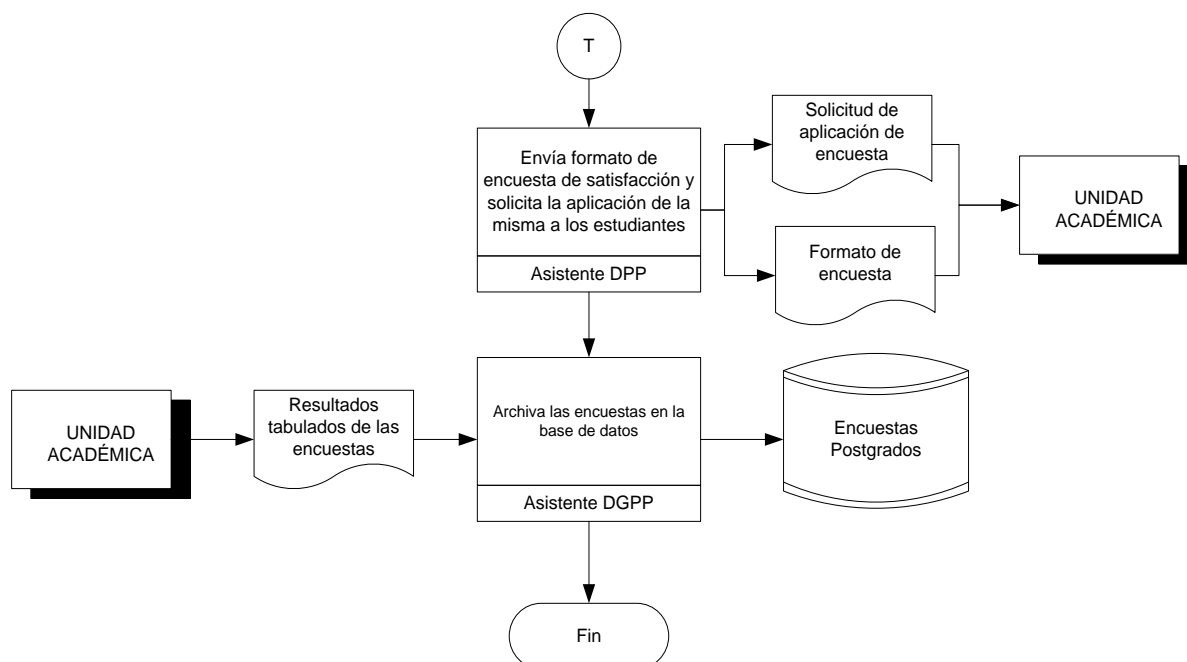 T
Envía formato de
encuesta de satisfacción y
solicita la aplicación de la
misma a los estudiantes
Asistente DPP
Solicitud de
aplicación de
encuesta
Formato de
encuesta
UNIDAD
ACADÉMICA
UNIDAD
ACADÉMICA
Resultados
tabulados de las
encuestas
Archiva las encuestas en la
base de datos
Asistente DGPP
Encuestas
Postgrados
Fin